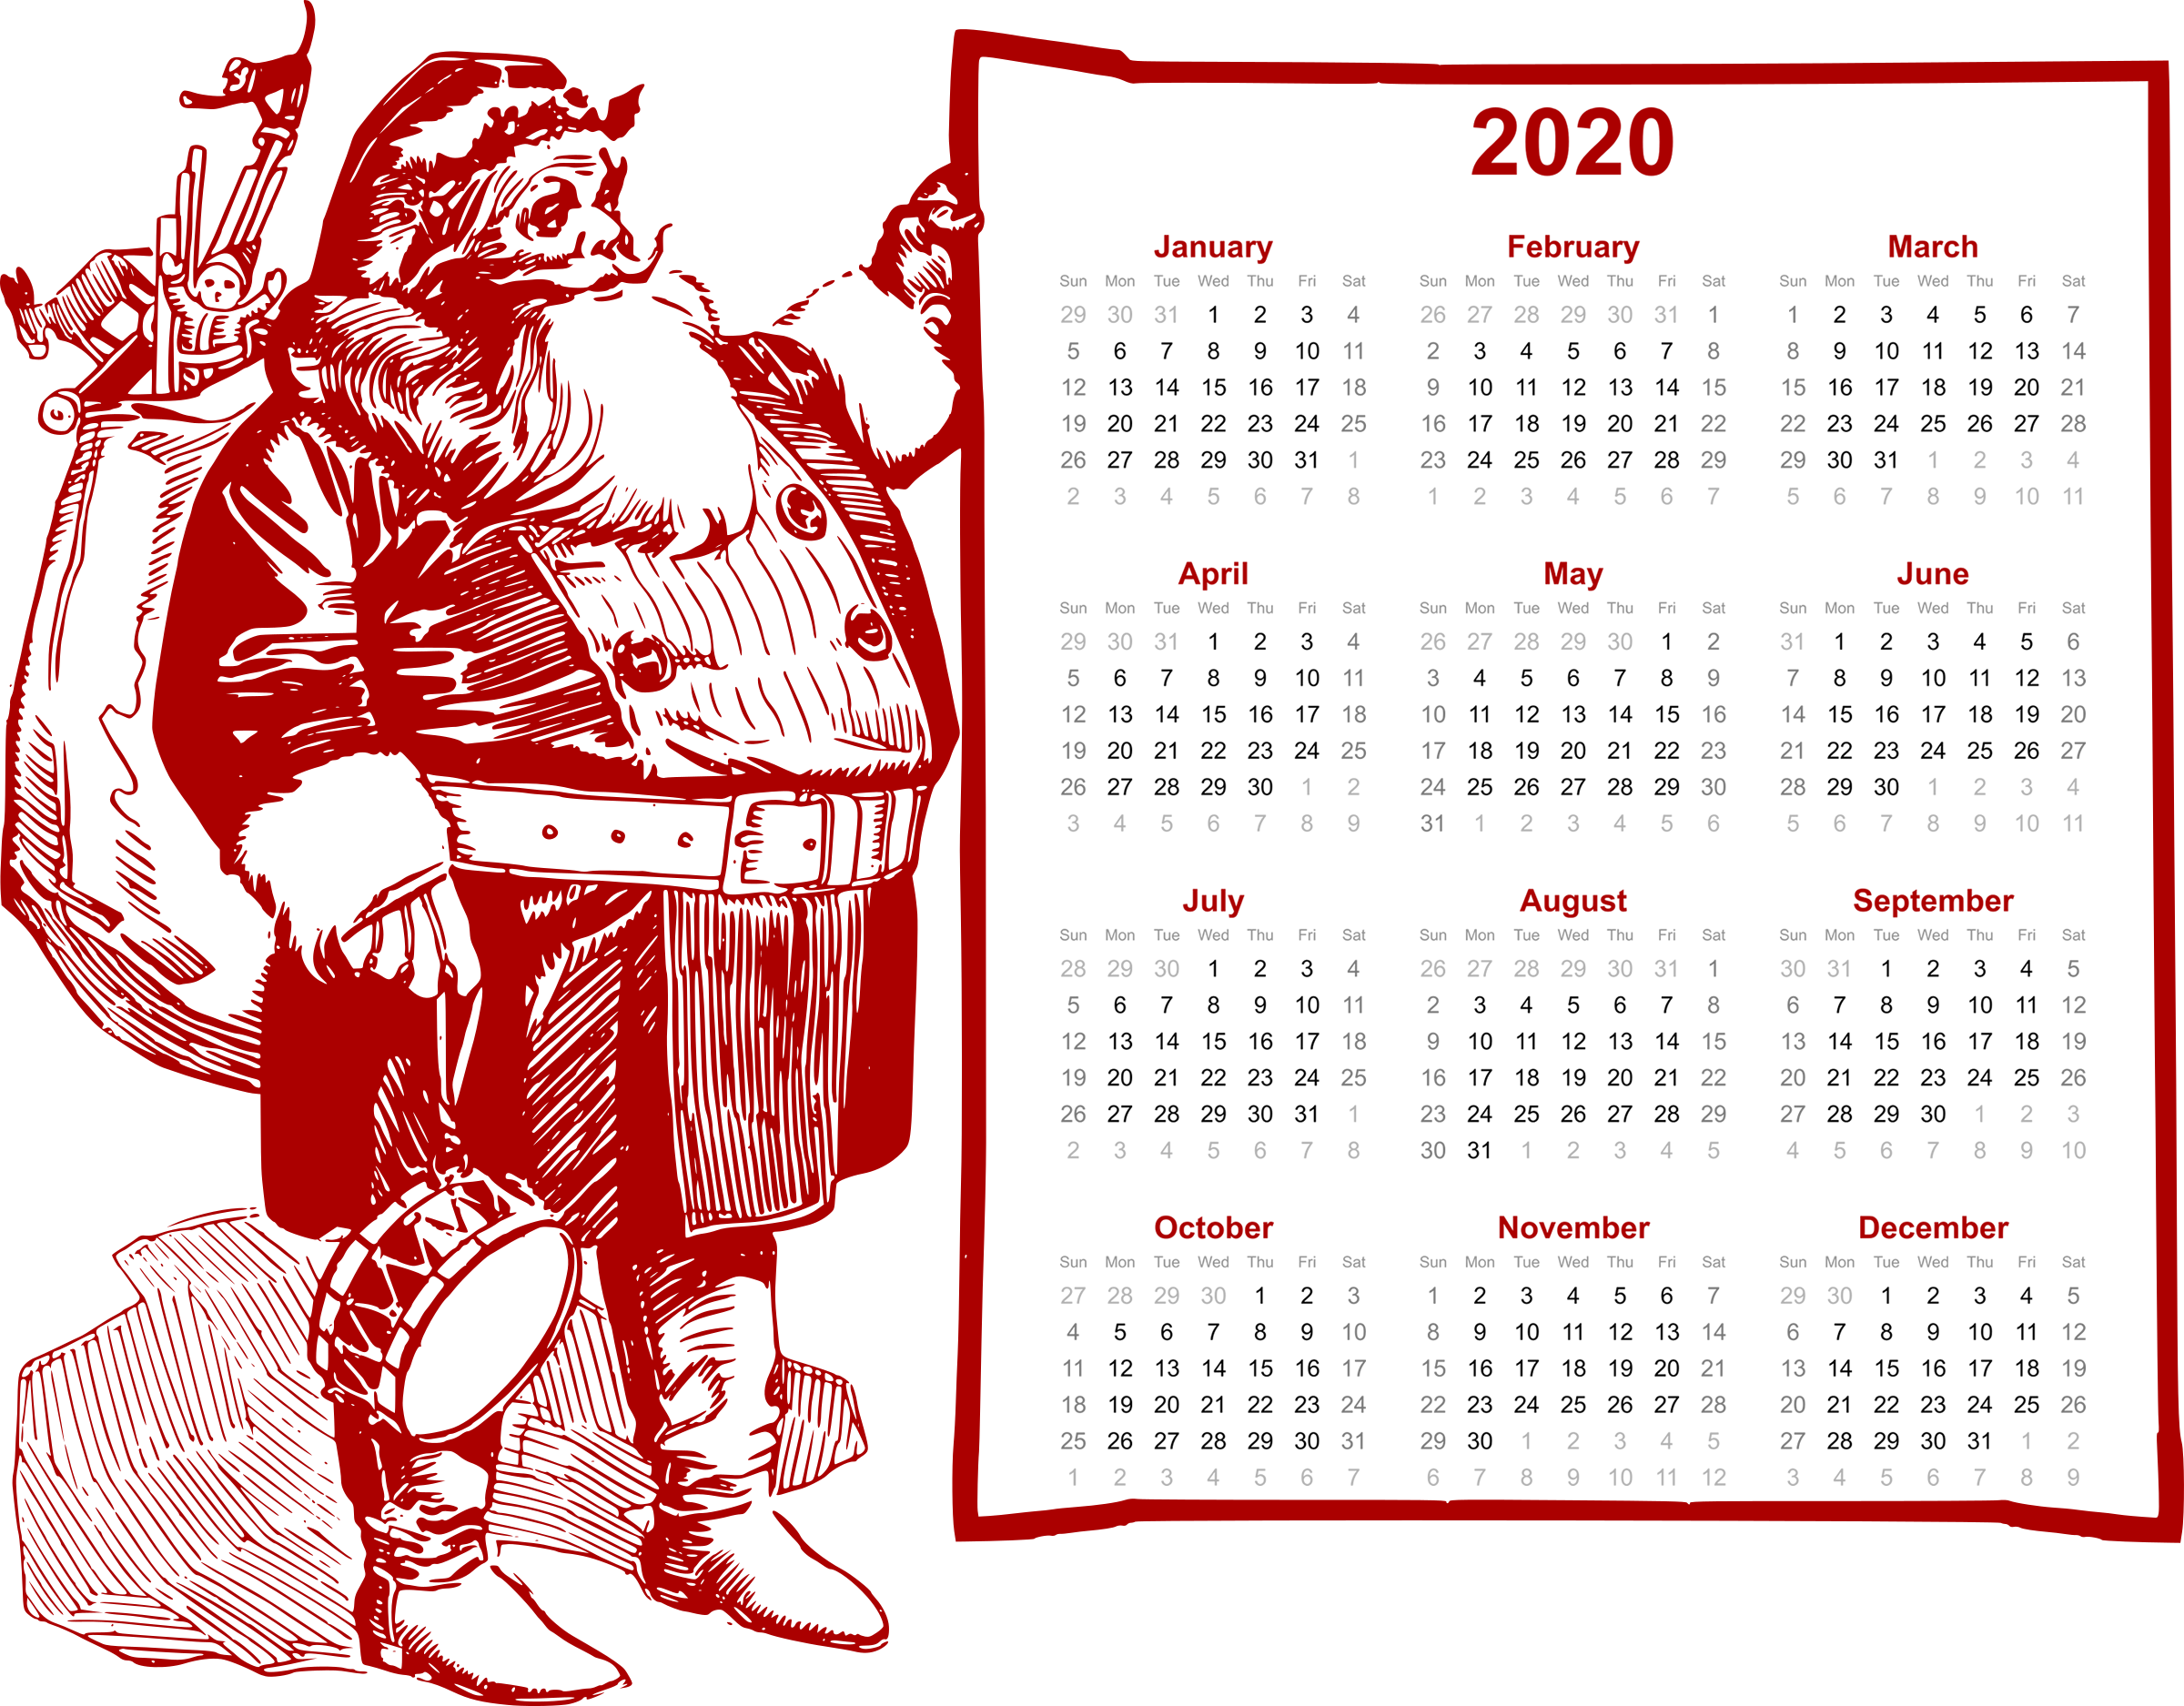 2020
January February March
Sun Mon Tue Wed Thu Fri Sat Sun Mon Tue Wed Thu Fri Sat Sun Mon Tue Wed Thu Fri Sat
29 30 31 1 2 3 4 26 27 28 29 30 31 1 1 2 3 4 5 6 7
5 6 7 8 9 10 11 2 3 4 5 6 7 8 8 9 10 11 12 13 14
12 13 14 15 16 17 18 9 10 11 12 13 14 15 15 16 17 18 19 20 21
19 20 21 22 23 24 25 16 17 18 19 20 21 22 22 23 24 25 26 27 28
26 27 28 29 30 31 1 23 24 25 26 27 28 29 29 30 31 1 2 3 4
2 3 4 5 6 7 8 1 2 3 4 5 6 7 5 6 7 8 9 10 11
April May June
Sun Mon Tue Wed Thu Fri Sat Sun Mon Tue Wed Thu Fri Sat Sun Mon Tue Wed Thu Fri Sat
29 30 31 1 2 3 4 26 27 28 29 30 1 2 31 1 2 3 4 5 6
5 6 7 8 9 10 11 3 4 5 6 7 8 9 7 8 9 10 11 12 13
12 13 14 15 16 17 18 10 11 12 13 14 15 16 14 15 16 17 18 19 20
19 20 21 22 23 24 25 17 18 19 20 21 22 23 21 22 23 24 25 26 27
26 27 28 29 30 1 2 24 25 26 27 28 29 30 28 29 30 1 2 3 4
3 4 5 6 7 8 9 31 1 2 3 4 5 6 5 6 7 8 9 10 11
July August September
Sun Mon Tue Wed Thu Fri Sat Sun Mon Tue Wed Thu Fri Sat Sun Mon Tue Wed Thu Fri Sat
28 29 30 1 2 3 4 26 27 28 29 30 31 1 30 31 1 2 3 4 5
5 6 7 8 9 10 11 2 3 4 5 6 7 8 6 7 8 9 10 11 12
12 13 14 15 16 17 18 9 10 11 12 13 14 15 13 14 15 16 17 18 19
19 20 21 22 23 24 25 16 17 18 19 20 21 22 20 21 22 23 24 25 26
26 27 28 29 30 31 1 23 24 25 26 27 28 29 27 28 29 30 1 2 3
2 3 4 5 6 7 8 30 31 1 2 3 4 5 4 5 6 7 8 9 10
October November December
Sun Mon Tue Wed Thu Fri Sat Sun Mon Tue Wed Thu Fri Sat Sun Mon Tue Wed Thu Fri Sat
27 28 29 30 1 2 3 1 2 3 4 5 6 7 29 30 1 2 3 4 5
4 5 6 7 8 9 10 8 9 10 11 12 13 14 6 7 8 9 10 11 12
11 12 13 14 15 16 17 15 16 17 18 19 20 21 13 14 15 16 17 18 19
18 19 20 21 22 23 24 22 23 24 25 26 27 28 20 21 22 23 24 25 26
25 26 27 28 29 30 31 29 30 1 2 3 4 5 27 28 29 30 31 1 2
1 2 3 4 5 6 7 6 7 8 9 10 11 12 3 4 5 6 7 8 9